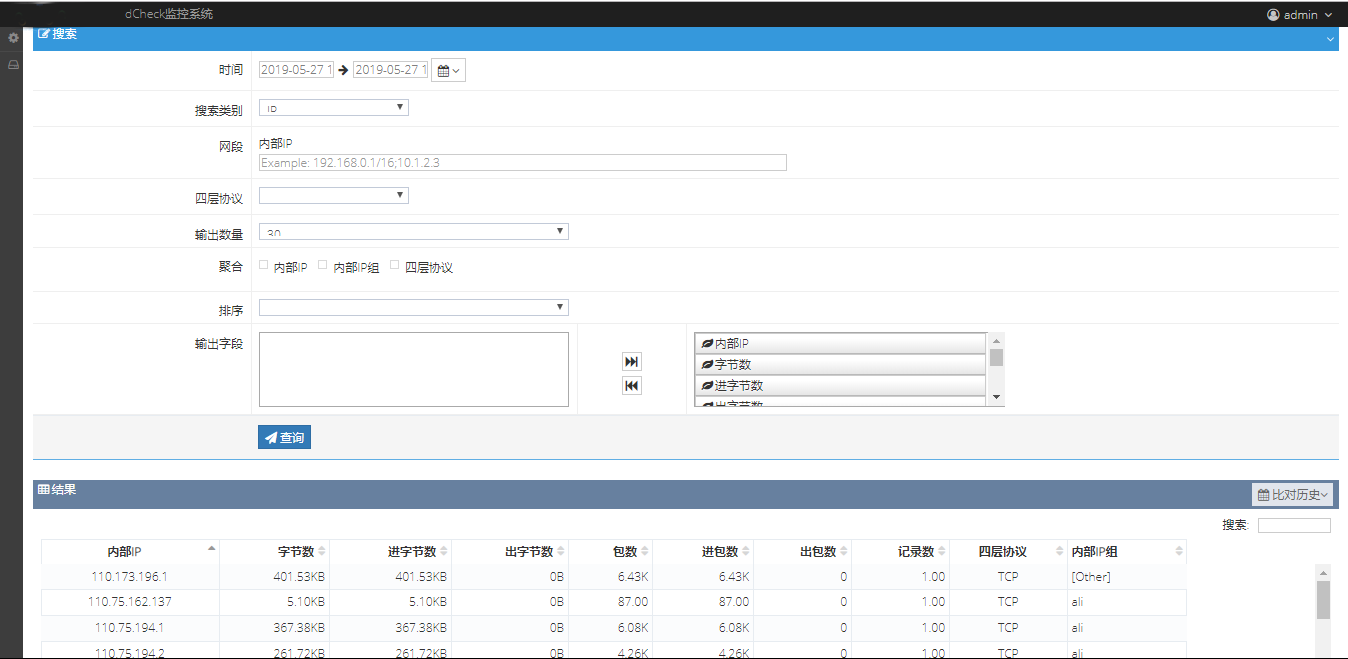 dCheck监控系统 admin
搜索
时间 2019-05-27 1 2019-05-27 1
搜索类别 ID
网段 内部IP
Example: 192.168.0.1/16;10.1.2.3
四层协议
输出数量 30
聚合 内部IP 内部IP组 四层协议
排序
输出字段 内部IP
字节数
进字节数
出字节数
查询
结果 比对历史
搜索:
内部IP 字节数 进字节数 出字节数 包数 进包数 出包数 记录数 四层协议 内部IP组
110.173.196.1 401.53KB 401.53KB 0B 6.43K 6.43K 0 1.00 TCP [Other]
110.75.162.137 5.10KB 5.10KB 0B 87.00 87.00 0 1.00 TCP ali
110.75.194.1 367.38KB 367.38KB 0B 6.08K 6.08K 0 1.00 TCP ali
110.75.194.2 261.72KB 261.72KB 0B 4.26K 4.26K 0 1.00 TCP ali